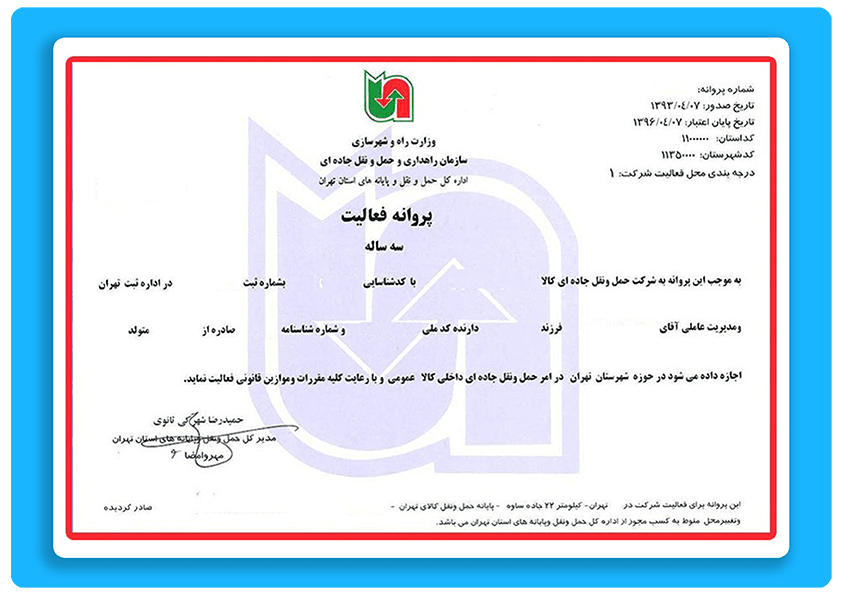 شماره پروانه:
تاریخ صدور: ۱۳۹۳/۰۴/۰۷
تاریخ پایان اعتبار: ۱۳۹۶/۰۴/۰۷
کداستان: ۱۱۰۰۰۰۰۰
کدشهرستان: ۱۱۳۵۰۰۰۰
درجه بندی محل فعالیت شرکت: ۱
وزارت راه و شهرسازی
سازمان راهداری و حمل و نقل جاده ای
اداره کل حمل و نقل و پایانه های استان تهران
پروانه فعالیت
سه ساله
به موجب این پروانه به شرکت حمل ونقل جاده ای کالا با کدشناسایی بشماره ثبت در اداره ثبت تهران
ومدیریت عاملی آقای فرزند دارنده کد ملی و شماره شناسنامه صادره از متولد
اجازه داده می شود در حوزه شهرستان تهران در امر حمل ونقل جاده ای داخلی کالا عمومی و با رعایت کلیه مقررات وموازین قانونی فعالیت نماید.
حمیدرضا شهرکی ثانوی
مدیر کل حمل ونقل وپایانه های استان تهران
مهروامضا
این پروانه برای فعالیت شرکت در تهران- کیلومتر ۲۲ جاده ساوه - پایانه حمل ونقل کالای تهران - صادر گردیده
وتغییرمحل منوط به کسب مجوز از اداره کل حمل ونقل وپایانه های استان تهران می باشد.